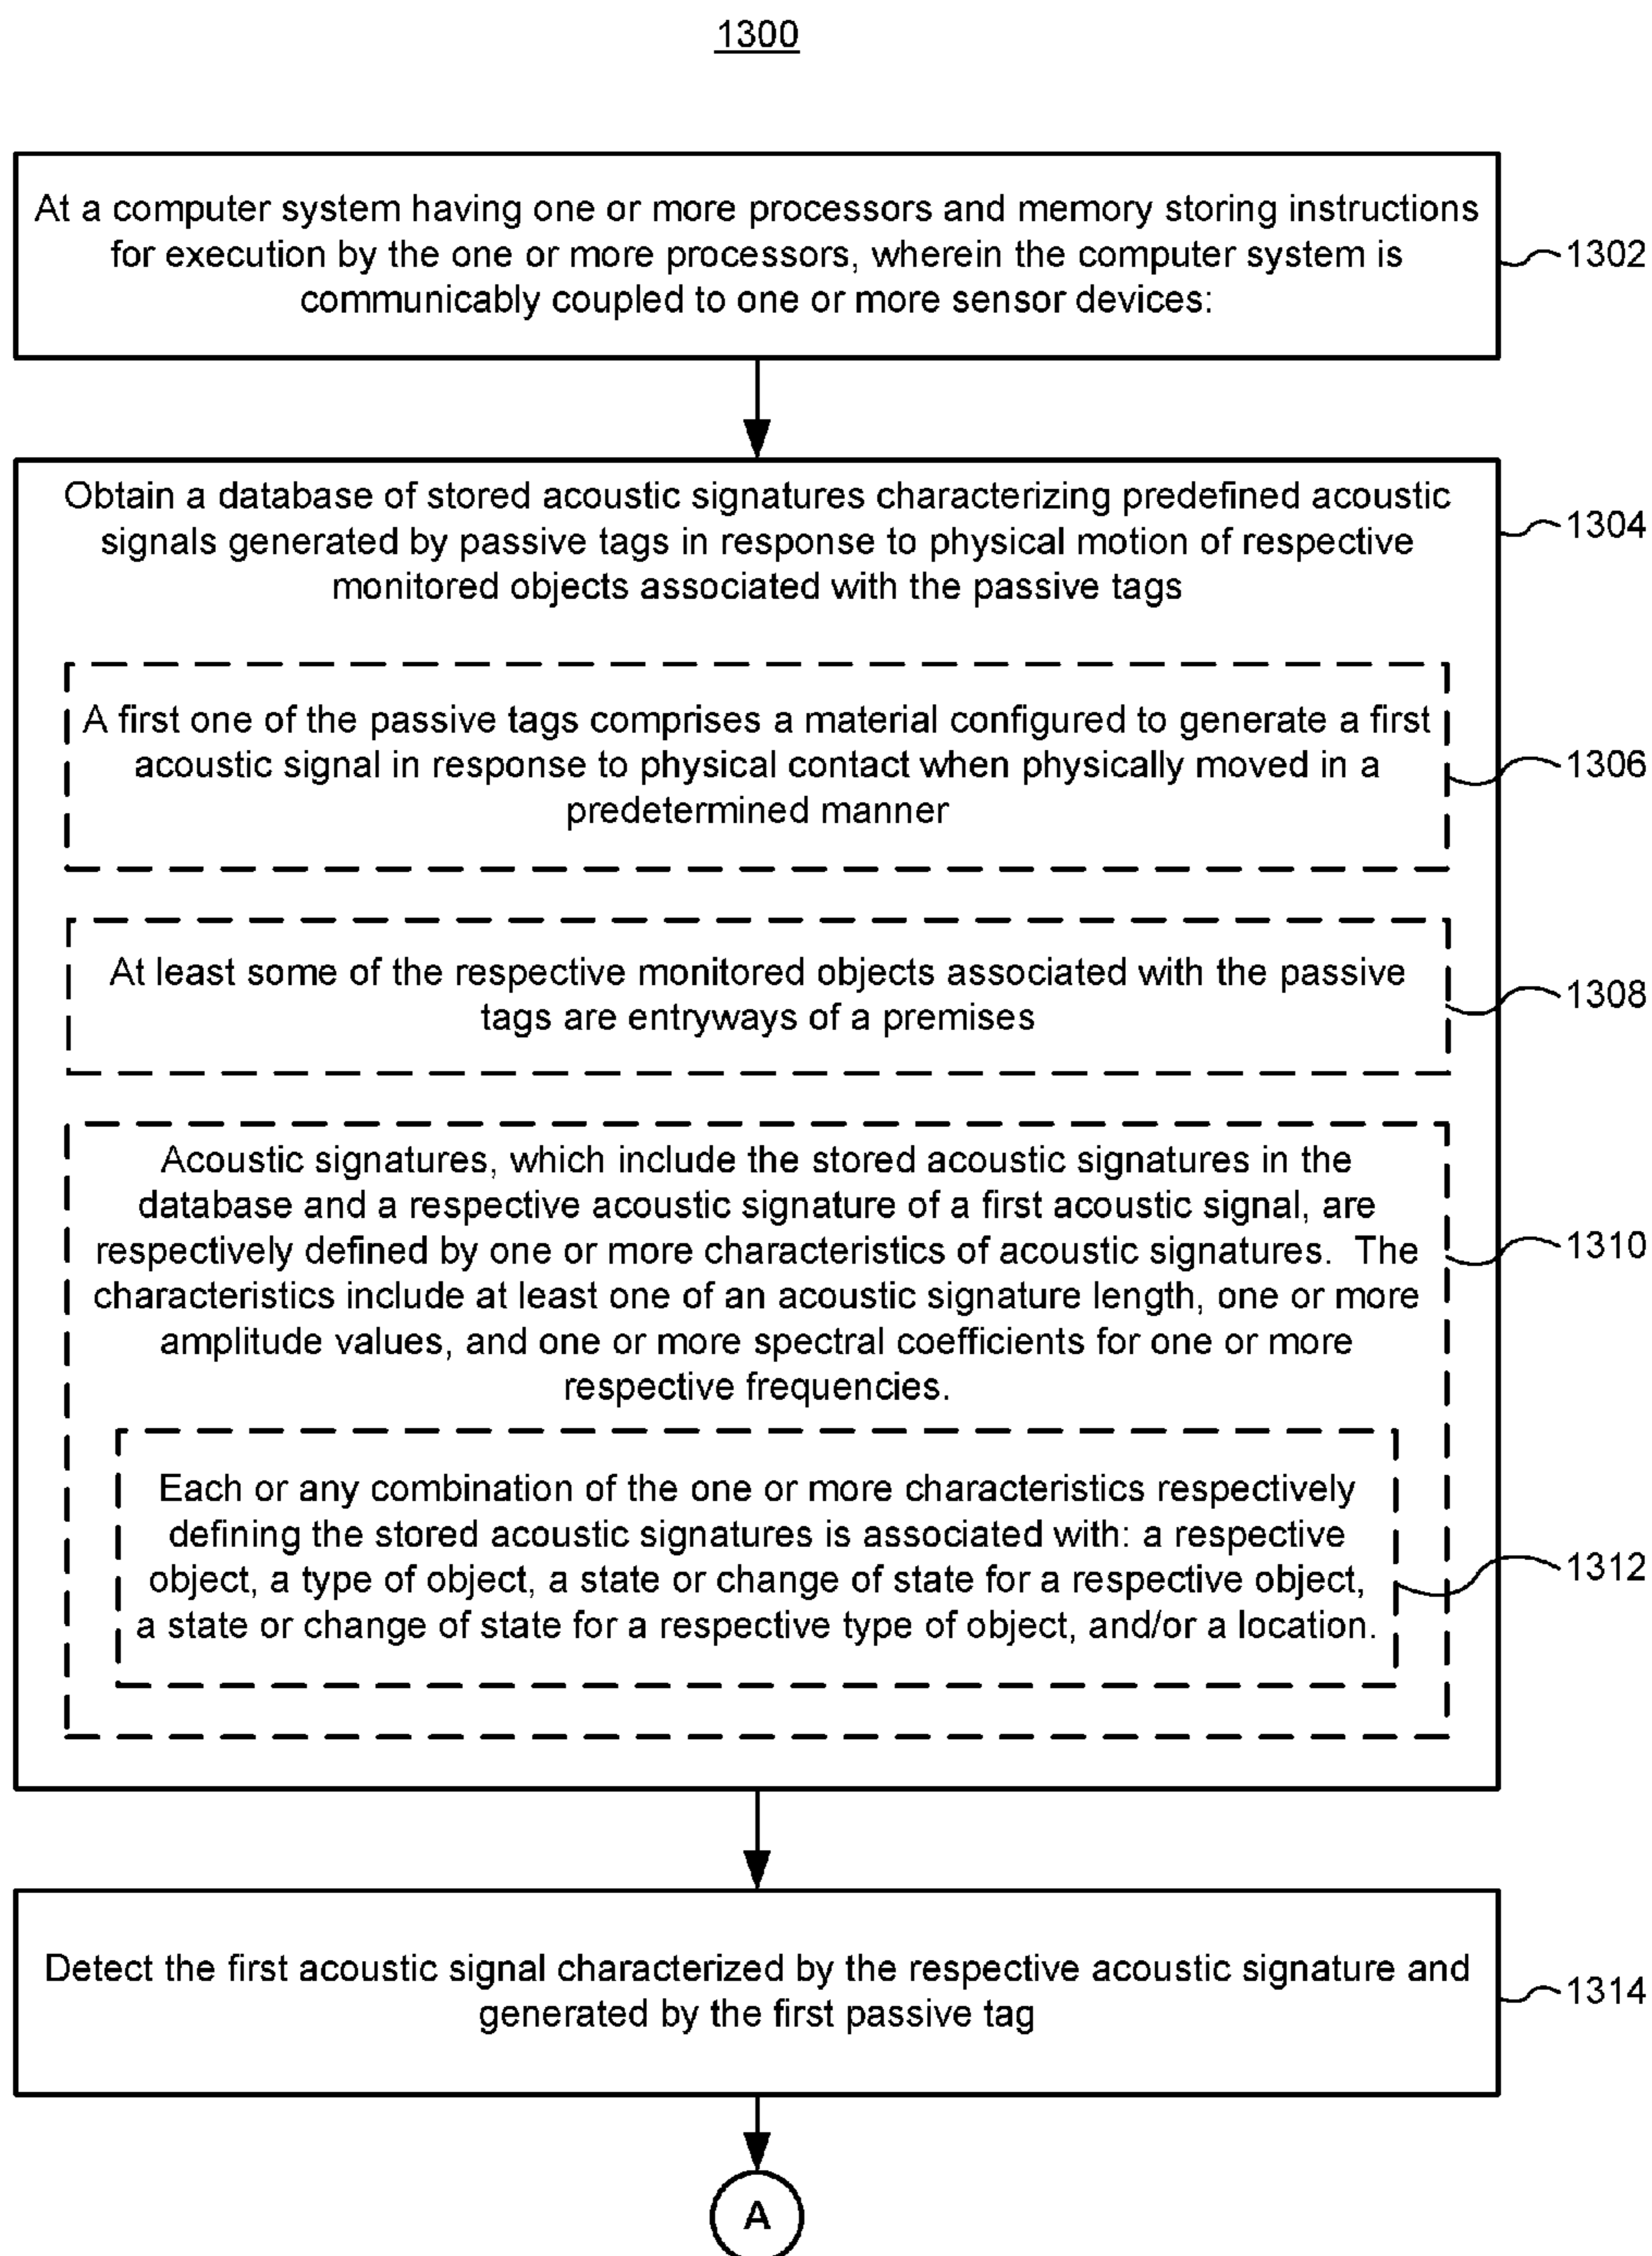 1300
At a computer system having one or more processors and memory storing instructions
for execution by the one or more processors, wherein the computer system is
communicably coupled to one or more sensor devices:
1302
Obtain a database of stored acoustic signatures characterizing predefined acoustic
signals generated by passive tags in response to physical motion of respective
monitored objects associated with the passive tags
1304
A first one of the passive tags comprises a material configured to generate a first
acoustic signal in response to physical contact when physically moved in a
predetermined manner
1306
At least some of the respective monitored objects associated with the passive
tags are entryways of a premises
1308
Acoustic signatures, which include the stored acoustic signatures in the
database and a respective acoustic signature of a first acoustic signal, are
respectively defined by one or more characteristics of acoustic signatures. The
characteristics include at least one of an acoustic signature length, one or more
amplitude values, and one or more spectral coefficients for one or more
respective frequencies.
1310
Each or any combination of the one or more characteristics respectively
defining the stored acoustic signatures is associated with: a respective
object, a type of object, a state or change of state for a respective object,
a state or change of state for a respective type of object, and/or a location.
1312
Detect the first acoustic signal characterized by the respective acoustic signature and
generated by the first passive tag
1314
A